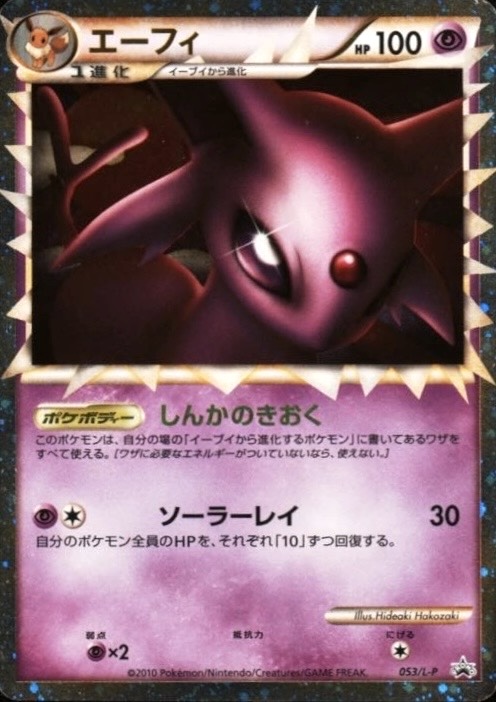 エーフィ
HP 100
1進化
イーブイから進化
ポケボディー しんかのきおく
このポケモンは、自分の場の「イーブイから進化するポケモン」に書いてあるワザを
すべて使える。[ワザに必要なエネルギーがついていないなら、使えない。]
ソーラーレイ 30
自分のポケモン全員のHPを、それぞれ「10」ずつ回復する。
Illus. Hideaki Hakozaki
弱点 抵抗力 にげる
×2
©2010 Pokémon/Nintendo/Creatures/GAME FREAK.
053/L-P